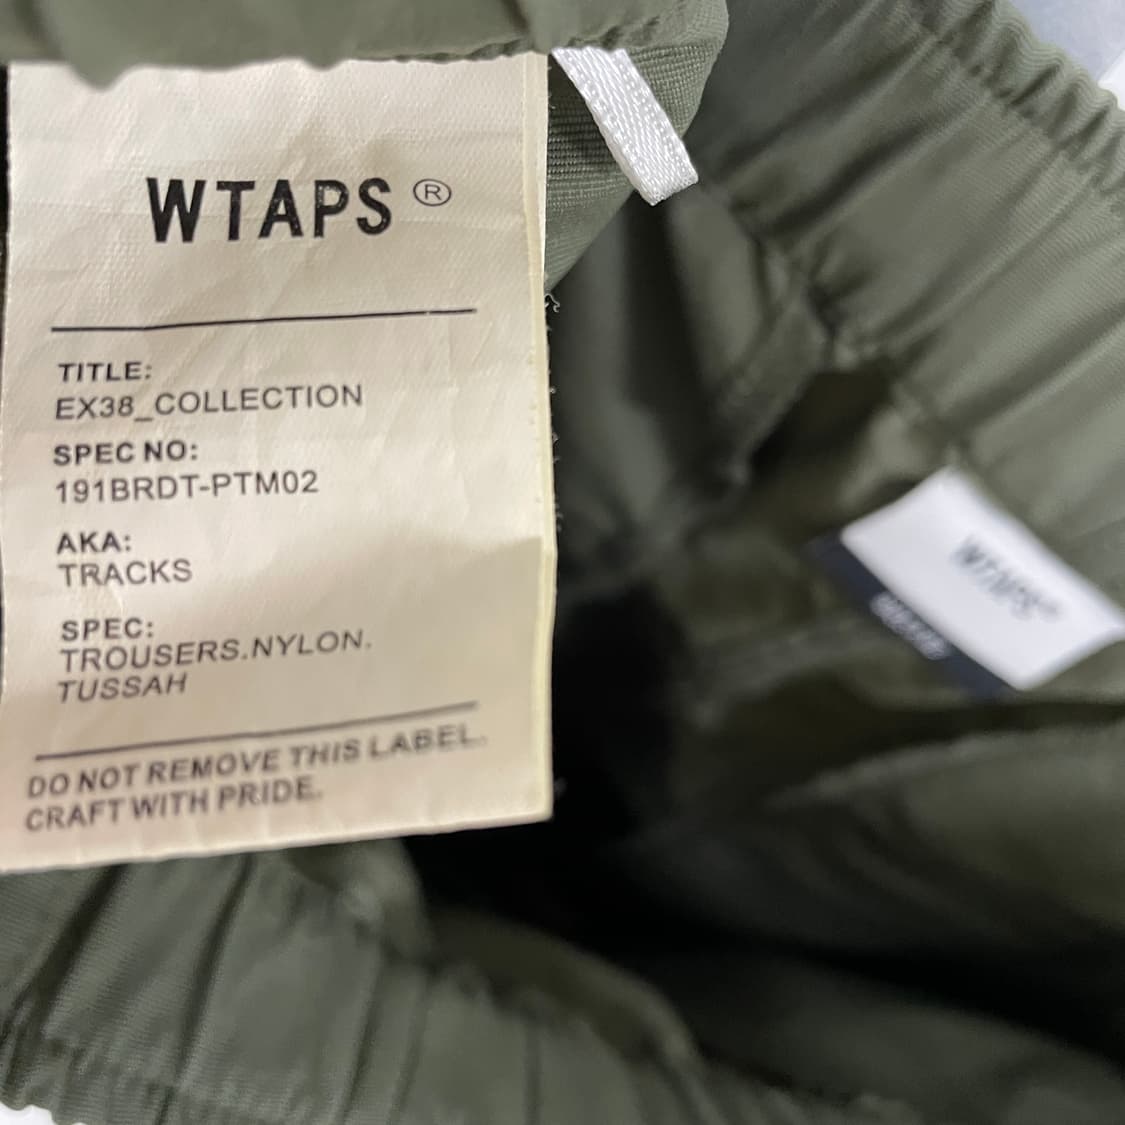 WTAPS ®
TITLE:
EX38_COLLECTION
SPEC NO:
191BRDT-PTM02
AKA:
TRACKS
SPEC:
TROUSERS.NYLON.
TUSSAH
DO NOT REMOVE THIS LABEL.
CRAFT WITH PRIDE.
WTAPS®